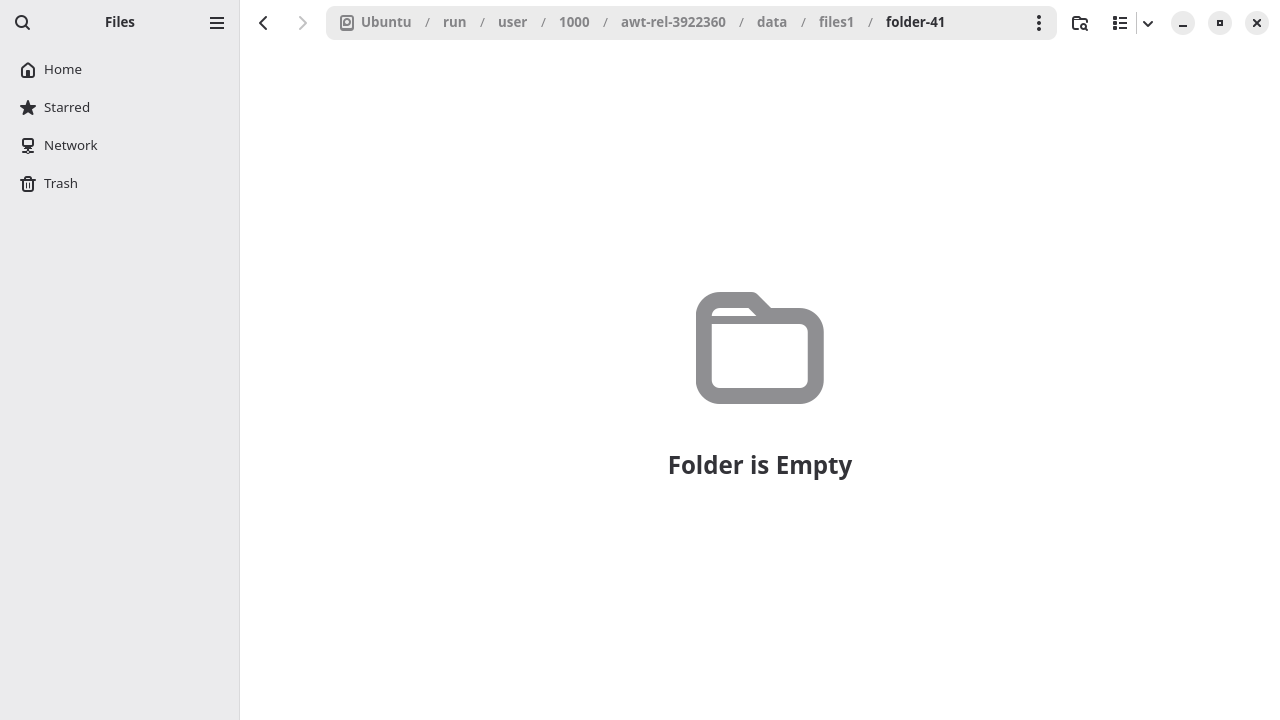 Files
Ubuntu / run / user / 1000 / awt-rel-3922360 / data / files1 / folder-41
Home
Starred
Network
Trash
Folder is Empty